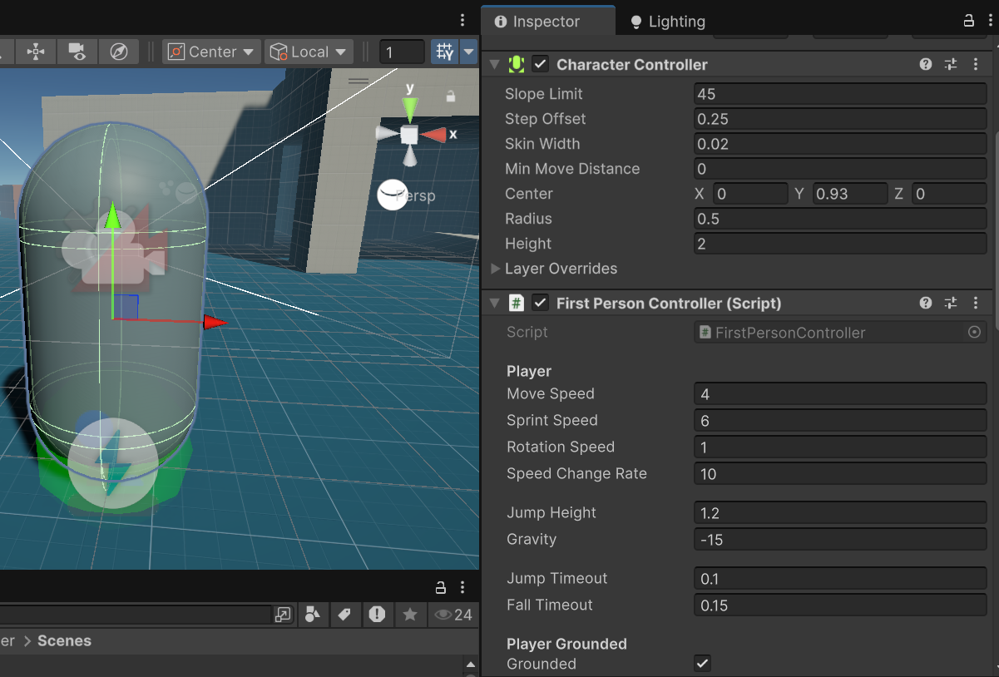 Inspector
Lighting
Center
Local
1
y
x
Persp
Character Controller
Slope Limit 45
Step Offset 0.25
Skin Width 0.02
Min Move Distance 0
Center X 0 Y 0.93 Z 0
Radius 0.5
Height 2
Layer Overrides
First Person Controller (Script)
Script FirstPersonController
Player
Move Speed 4
Sprint Speed 6
Rotation Speed 1
Speed Change Rate 10
Jump Height 1.2
Gravity -15
Jump Timeout 0.1
Fall Timeout 0.15
Player Grounded
Grounded
24
er > Scenes